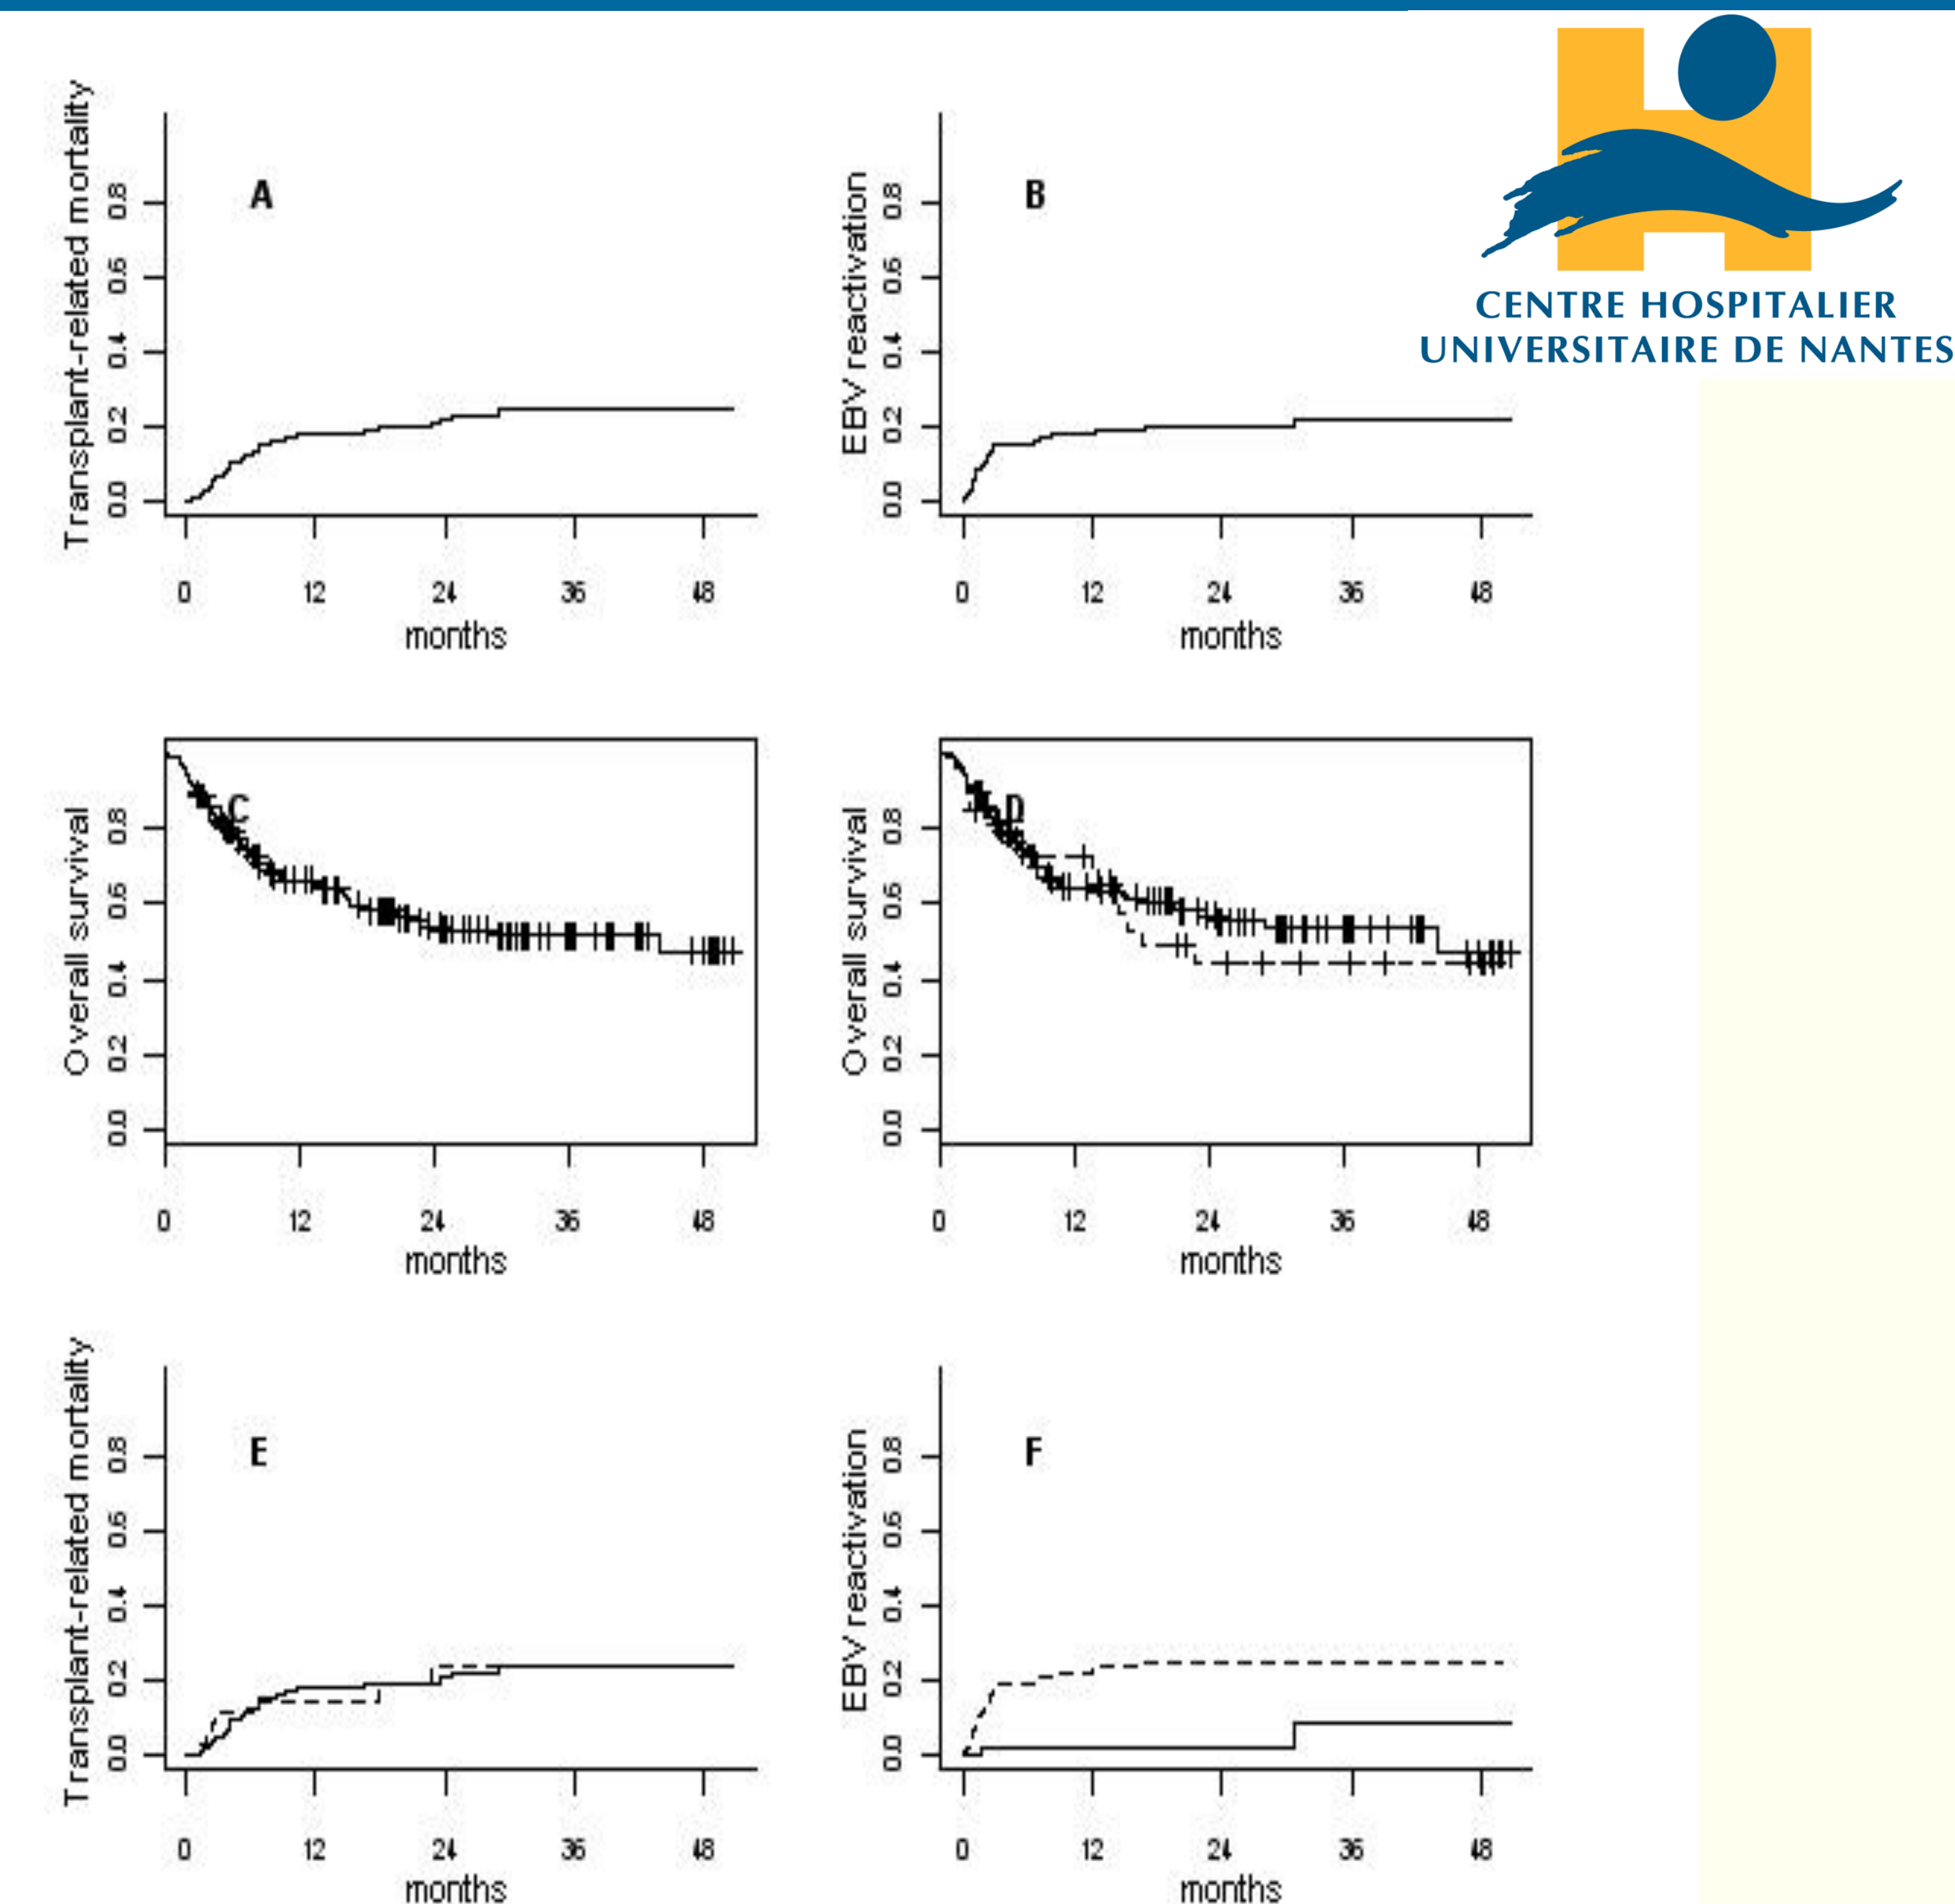 CENTRE HOSPITALIER
UNIVERSITAIRE DE NANTES
Transplant-related mortality
0.0 0.2 0.4 0.6 0.8
A
0 12 24 36 48
months
EBV reactivation
0.0 0.2 0.4 0.6 0.8
B
0 12 24 36 48
months
Overall survival
0.0 0.2 0.4 0.6 0.8
C
0 12 24 36 48
months
Overall survival
0.0 0.2 0.4 0.6 0.8
D
0 12 24 36 48
months
Transplant-related mortality
0.0 0.2 0.4 0.6 0.8
E
0 12 24 36 48
months
EBV reactivation
0.0 0.2 0.4 0.6 0.8
F
0 12 24 36 48
months